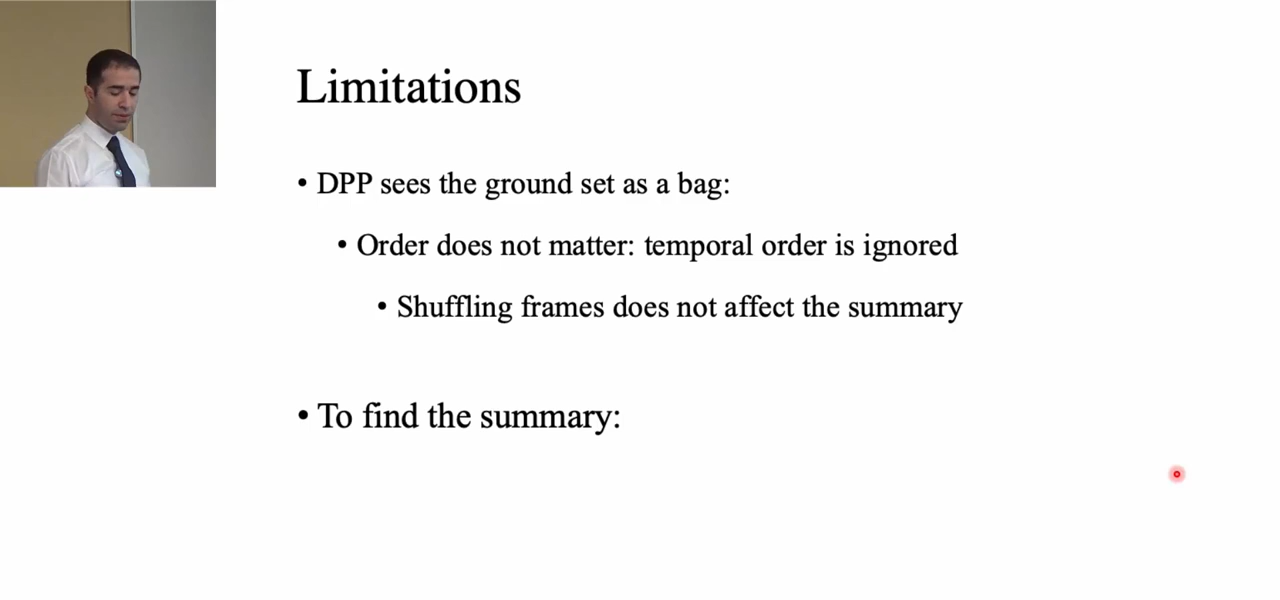 Limitations
• DPP sees the ground set as a bag:
• Order does not matter: temporal order is ignored
• Shuffling frames does not affect the summary
• To find the summary: